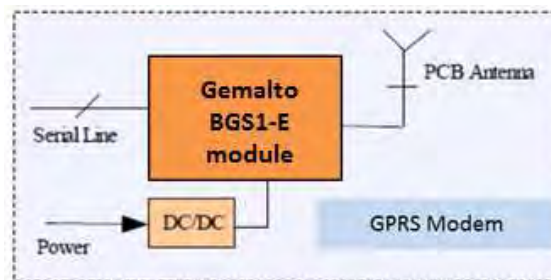 Gemalto
BGS1-E
module
PCB Antenna
Serial Line
DC/DC
GPRS Modem
Power